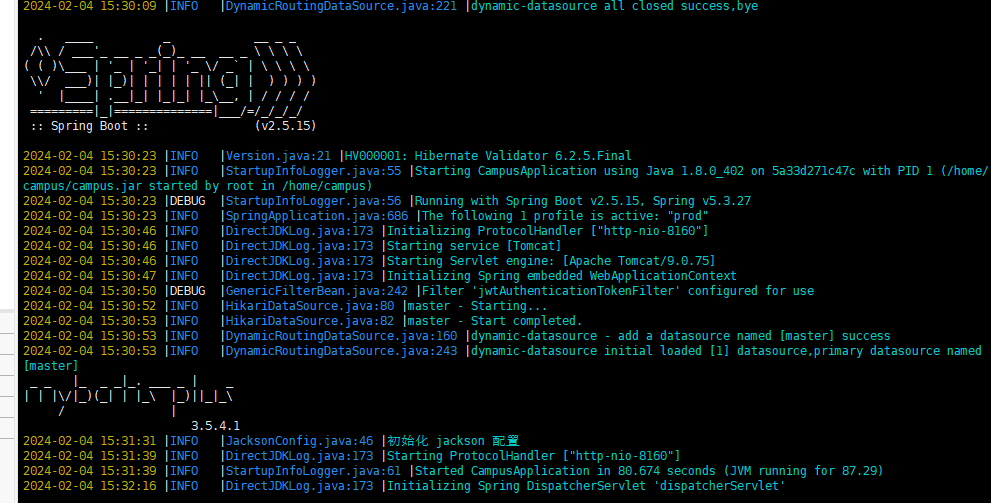 2024-02-04 15:30:09 |INFO |DynamicRoutingDataSource.java:221 |dynamic-datasource all closed success,bye
:: Spring Boot :: (v2.5.15)
2024-02-04 15:30:23 |INFO |Version.java:21 |HV000001: Hibernate Validator 6.2.5.Final
2024-02-04 15:30:23 |INFO |StartupInfoLogger.java:55 |Starting CampusApplication using Java 1.8.0_402 on 5a33d271c47c with PID 1 (/home/
campus/campus.jar started by root in /home/campus)
2024-02-04 15:30:23 |DEBUG |StartupInfoLogger.java:56 |Running with Spring Boot v2.5.15, Spring v5.3.27
2024-02-04 15:30:23 |INFO |SpringApplication.java:686 |The following 1 profile is active: "prod"
2024-02-04 15:30:46 |INFO |DirectJDKLog.java:173 |Initializing ProtocolHandler ["http-nio-8160"]
2024-02-04 15:30:46 |INFO |DirectJDKLog.java:173 |Starting service [Tomcat]
2024-02-04 15:30:46 |INFO |DirectJDKLog.java:173 |Starting Servlet engine: [Apache Tomcat/9.0.75]
2024-02-04 15:30:47 |INFO |DirectJDKLog.java:173 |Initializing Spring embedded WebApplicationContext
2024-02-04 15:30:50 |DEBUG |GenericFilterBean.java:242 |Filter 'jwtAuthenticationTokenFilter' configured for use
2024-02-04 15:30:52 |INFO |HikariDataSource.java:80 |master - Starting...
2024-02-04 15:30:53 |INFO |HikariDataSource.java:82 |master - Start completed.
2024-02-04 15:30:53 |INFO |DynamicRoutingDataSource.java:160 |dynamic-datasource - add a datasource named [master] success
2024-02-04 15:30:53 |INFO |DynamicRoutingDataSource.java:243 |dynamic-datasource initial loaded [1] datasource,primary datasource named
[master]
3.5.4.1
2024-02-04 15:31:31 |INFO |JacksonConfig.java:46 |初始化 jackson 配置
2024-02-04 15:31:39 |INFO |DirectJDKLog.java:173 |Starting ProtocolHandler ["http-nio-8160"]
2024-02-04 15:31:39 |INFO |StartupInfoLogger.java:61 |Started CampusApplication in 80.674 seconds (JVM running for 87.29)
2024-02-04 15:32:16 |INFO |DirectJDKLog.java:173 |Initializing Spring DispatcherServlet 'dispatcherServlet'